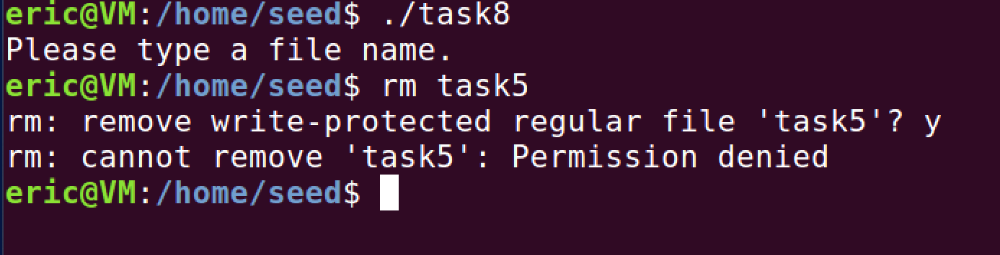 eric@VM:/home/seed$ ./task8
Please type a file name.
eric@VM:/home/seed$ rm task5
rm: remove write-protected regular file 'task5'? y
rm: cannot remove 'task5': Permission denied
eric@VM:/home/seed$